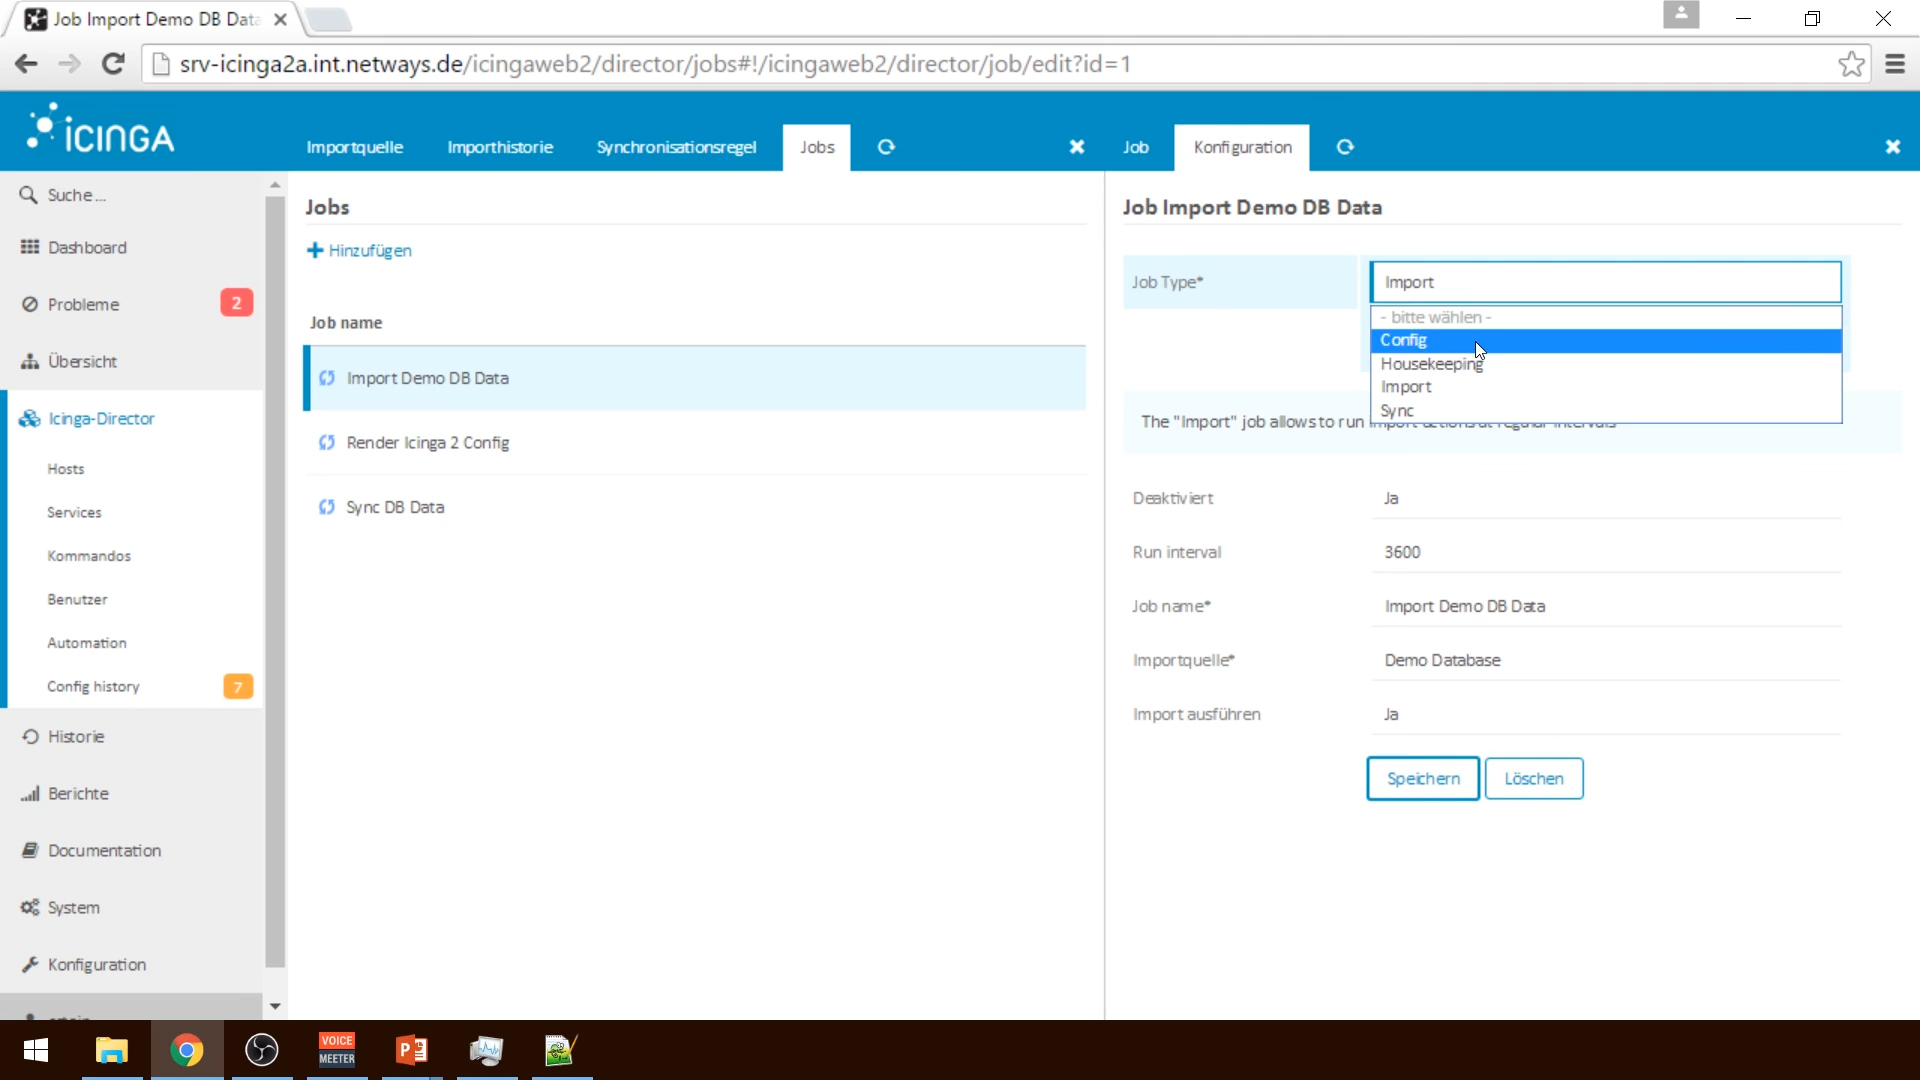 Job Import Demo DB Data
srv-icinga2a.int.netways.de/icingaweb2/director/jobs#!/icingaweb2/director/job/edit?id=1
ICINGA
Importquelle
Importhistorie
Synchronisationsregel
Jobs
Job
Konfiguration
Suche ...
Dashboard
Probleme
2
Übersicht
Icinga-Director
Hosts
Services
Kommandos
Benutzer
Automation
Config history
7
Historie
Berichte
Documentation
System
Konfiguration
Jobs
Hinzufügen
Job name
Import Demo DB Data
Render Icinga 2 Config
Sync DB Data
Job Import Demo DB Data
Job Type*
Import
- bitte wählen -
Config
Housekeeping
Import
Sync
The "Import" job allows to run import actions at regular intervals
Deaktiviert
Ja
Run interval
3600
Job name*
Import Demo DB Data
Importquelle*
Demo Database
Import ausführen
Ja
Speichern
Löschen
VOICE
MEETER
P